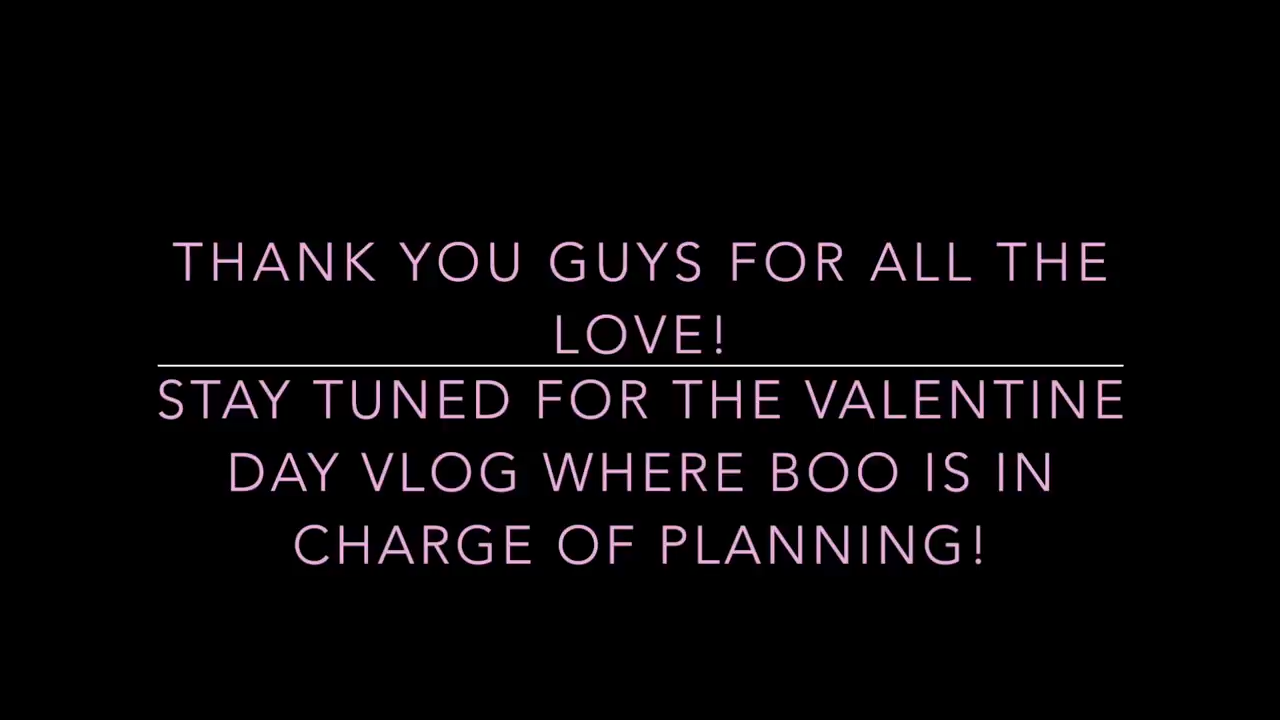 THANK YOU GUYS FOR ALL THE
LOVE!
STAY TUNED FOR THE VALENTINE
DAY VLOG WHERE BOO IS IN
CHARGE OF PLANNING!